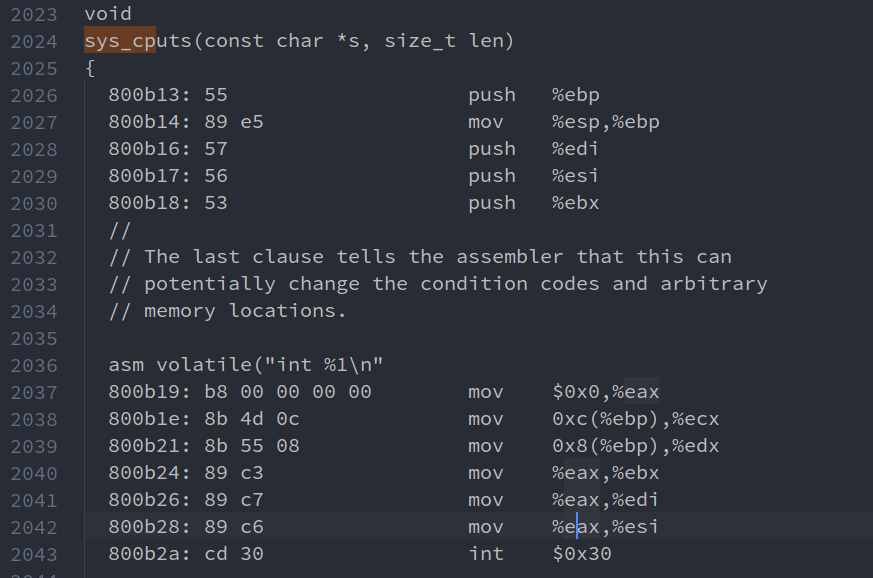 2023 void
2024 sys_cputs(const char *s, size_t len)
2025 {
2026 800b13: 55 push %ebp
2027 800b14: 89 e5 mov %esp,%ebp
2028 800b16: 57 push %edi
2029 800b17: 56 push %esi
2030 800b18: 53 push %ebx
2031 //
2032 // The last clause tells the assembler that this can
2033 // potentially change the condition codes and arbitrary
2034 // memory locations.
2035
2036 asm volatile("int %1\n"
2037 800b19: b8 00 00 00 00 mov $0x0,%eax
2038 800b1e: 8b 4d 0c mov 0xc(%ebp),%ecx
2039 800b21: 8b 55 08 mov 0x8(%ebp),%edx
2040 800b24: 89 c3 mov %eax,%ebx
2041 800b26: 89 c7 mov %eax,%edi
2042 800b28: 89 c6 mov %eax,%esi
2043 800b2a: cd 30 int $0x30